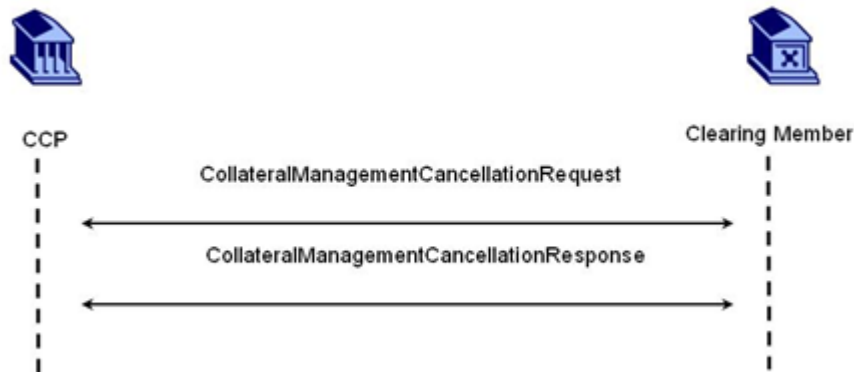 CCP
Clearing Member
CollateralManagementCancellationRequest
CollateralManagementCancellationResponse